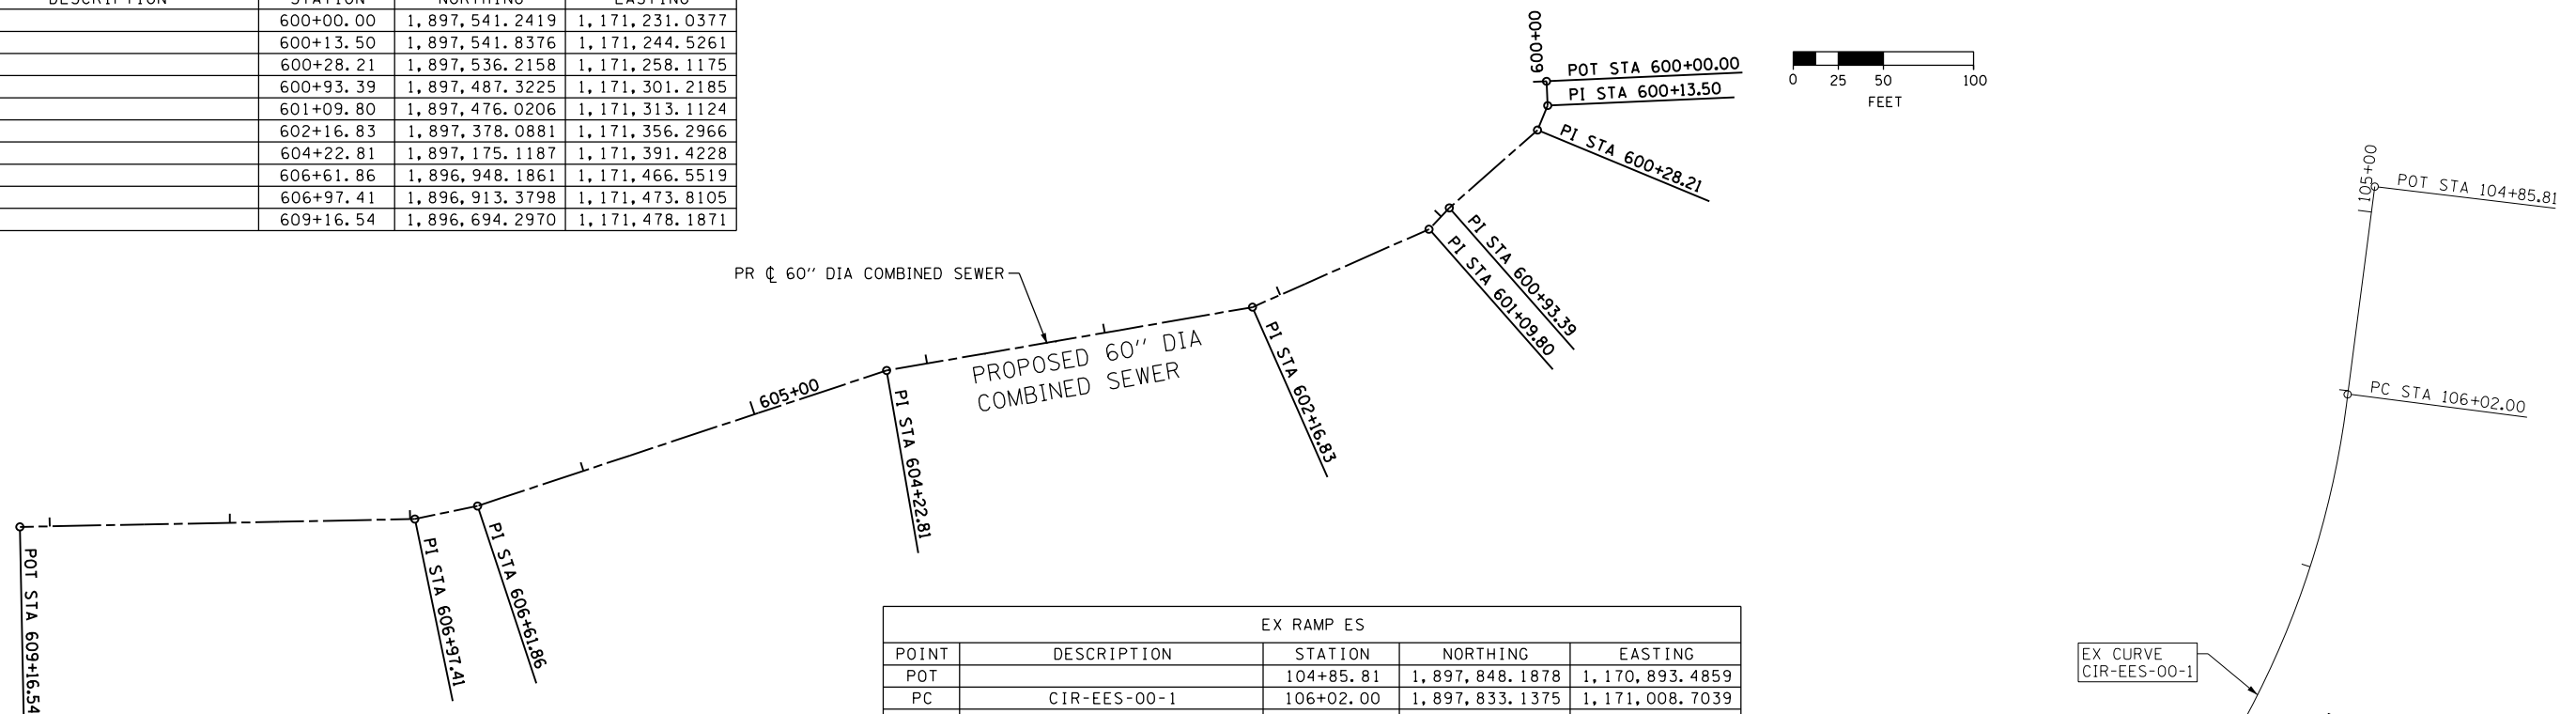 DESCRIPTION STATION NORTHING EASTING
600+00.00 1,897,541.2419 1,171,231.0377
600+13.50 1,897,541.8376 1,171,244.5261
600+28.21 1,897,536.2158 1,171,258.1175
600+93.39 1,897,487.3225 1,171,301.2185
601+09.80 1,897,476.0206 1,171,313.1124
602+16.83 1,897,378.0881 1,171,356.2966
604+22.81 1,897,175.1187 1,171,391.4228
606+61.86 1,896,948.1861 1,171,466.5519
606+97.41 1,896,913.3798 1,171,473.8105
609+16.54 1,896,694.2970 1,171,478.1871
600+00
POT STA 600+00.00
PI STA 600+13.50
PI STA 600+28.21
PI STA 600+93.39
PI STA 601+09.80
0 25 50 100
FEET
105+00
POT STA 104+85.81
PC STA 106+02.00
PR ℄ 60" DIA COMBINED SEWER
PROPOSED 60" DIA
COMBINED SEWER
PI STA 602+16.83
605+00
PI STA 604+22.81
PI STA 606+61.86
PI STA 606+97.41
POT STA 609+16.54
EX RAMP ES
POINT DESCRIPTION STATION NORTHING EASTING
POT 104+85.81 1,897,848.1878 1,170,893.4859
PC CIR-EES-00-1 106+02.00 1,897,833.1375 1,171,008.7039
EX CURVE
CIR-EES-00-1